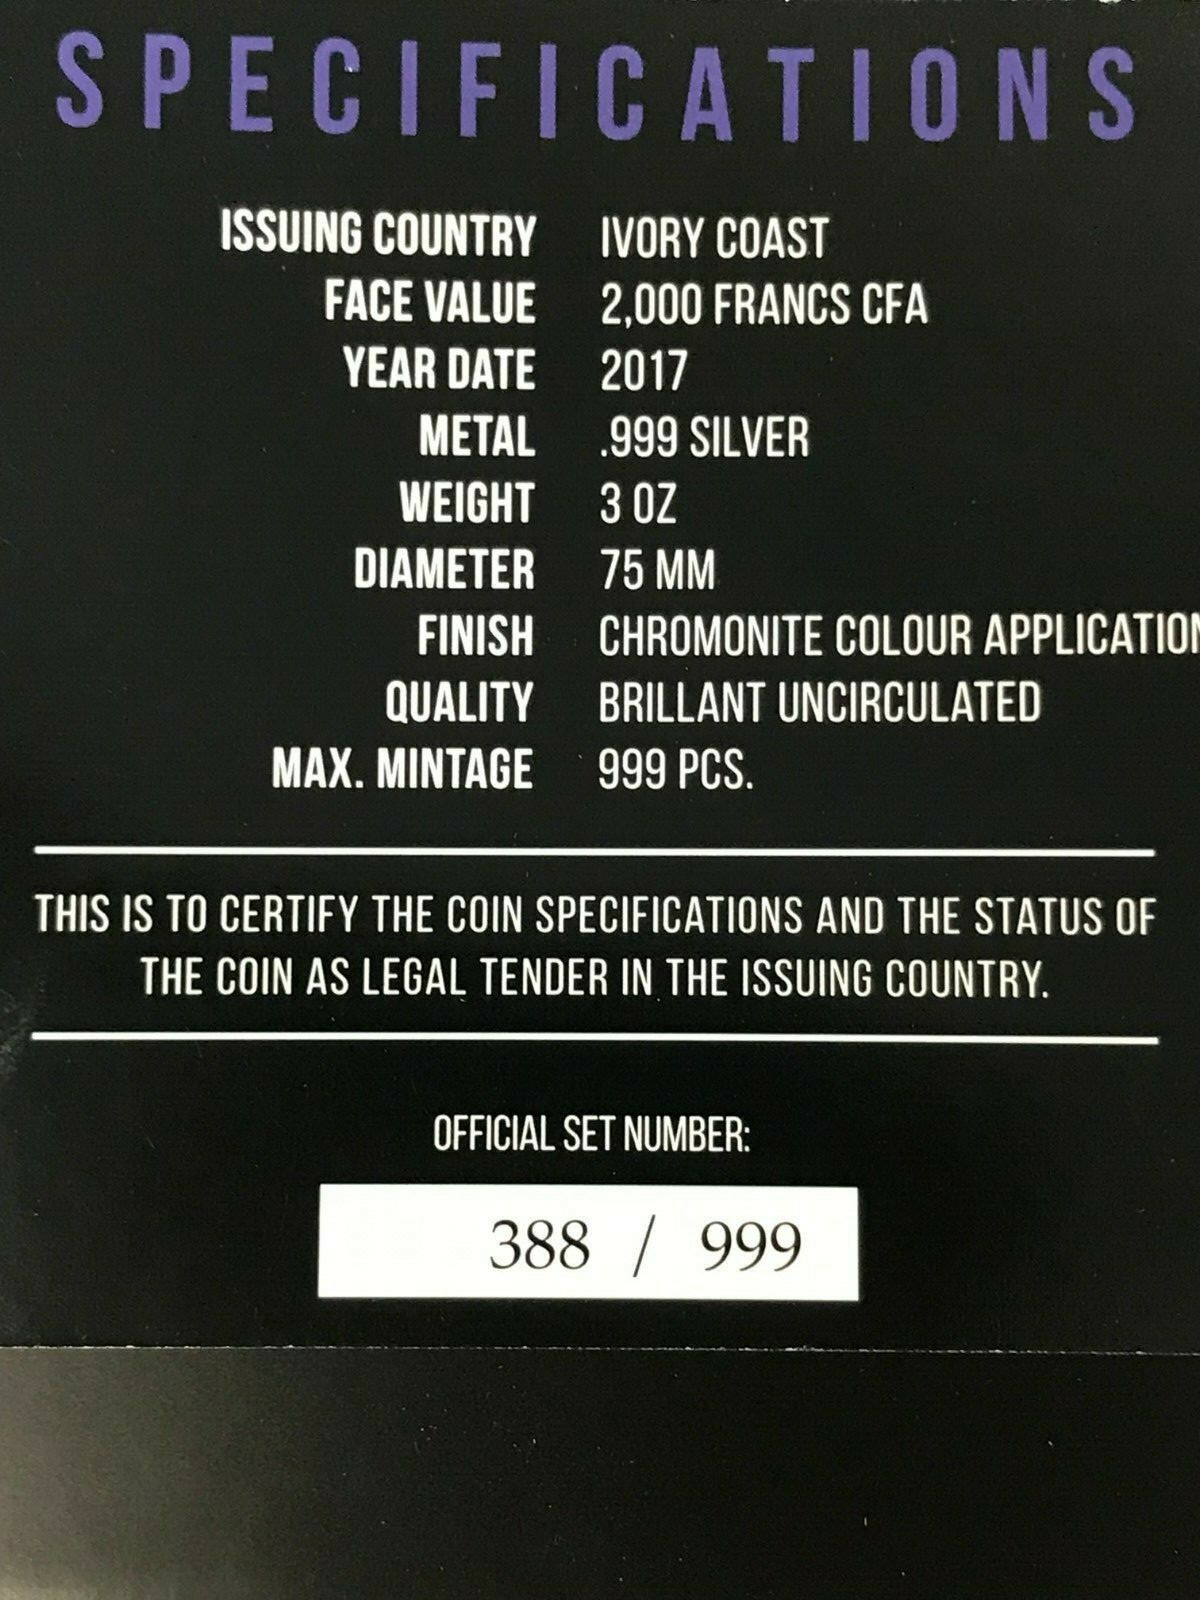 SPECIFICATIONS
ISSUING COUNTRY IVORY COAST
FACE VALUE 2,000 FRANCS CFA
YEAR DATE 2017
METAL .999 SILVER
WEIGHT 3 OZ
DIAMETER 75 MM
FINISH CHROMONITE COLOUR APPLICATION
QUALITY BRILLANT UNCIRCULATED
MAX. MINTAGE 999 PCS.
THIS IS TO CERTIFY THE COIN SPECIFICATIONS AND THE STATUS OF
THE COIN AS LEGAL TENDER IN THE ISSUING COUNTRY.
OFFICIAL SET NUMBER:
388 / 999